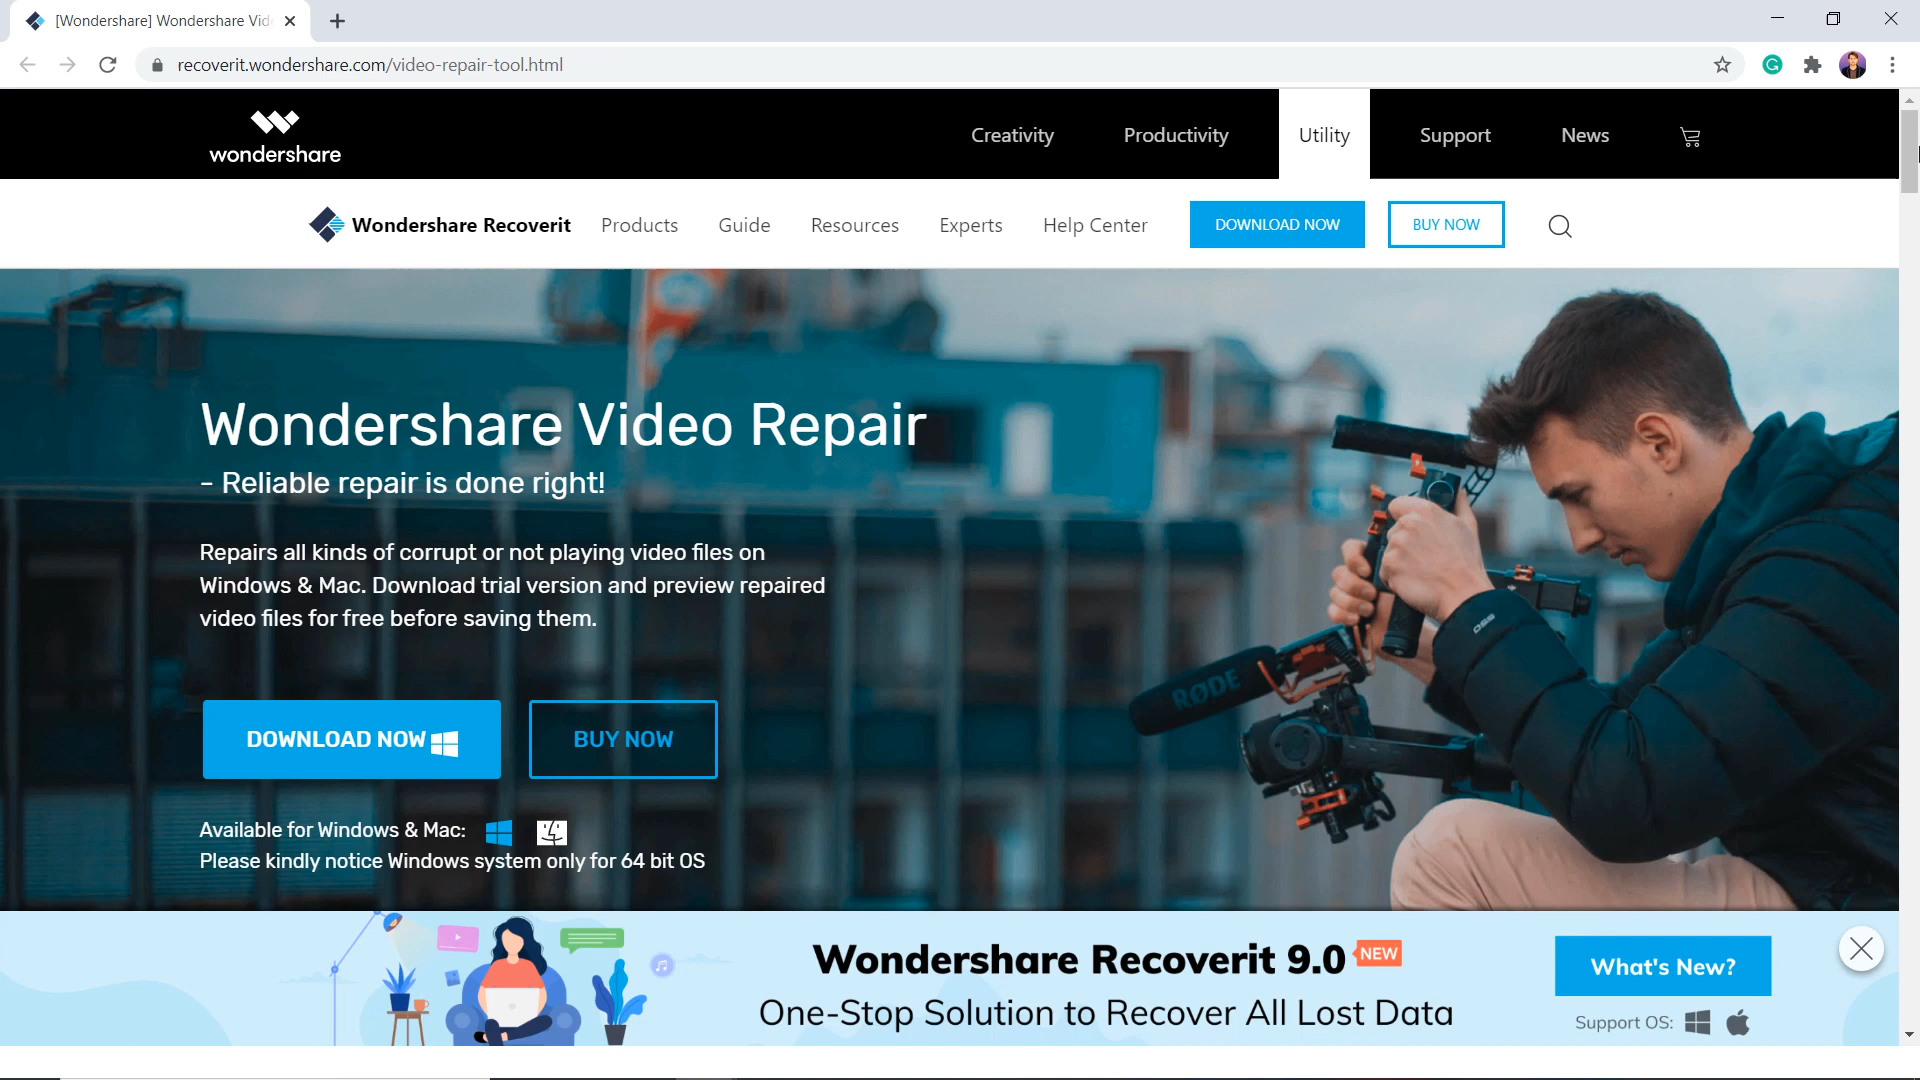 [Wondershare] Wondershare Vid
recoverit.wondershare.com/video-repair-tool.html
wondershare
Creativity
Productivity
Utility
Support
News
Wondershare Recoverit
Products
Guide
Resources
Experts
Help Center
DOWNLOAD NOW
BUY NOW
Wondershare Video Repair
- Reliable repair is done right!
Repairs all kinds of corrupt or not playing video files on
Windows & Mac. Download trial version and preview repaired
video files for free before saving them.
RØDE
DOWNLOAD NOW
BUY NOW
Available for Windows & Mac:
Please kindly notice Windows system only for 64 bit OS
Wondershare Recoverit 9.0 NEW
One-Stop Solution to Recover All Lost Data
What's New?
Support OS: